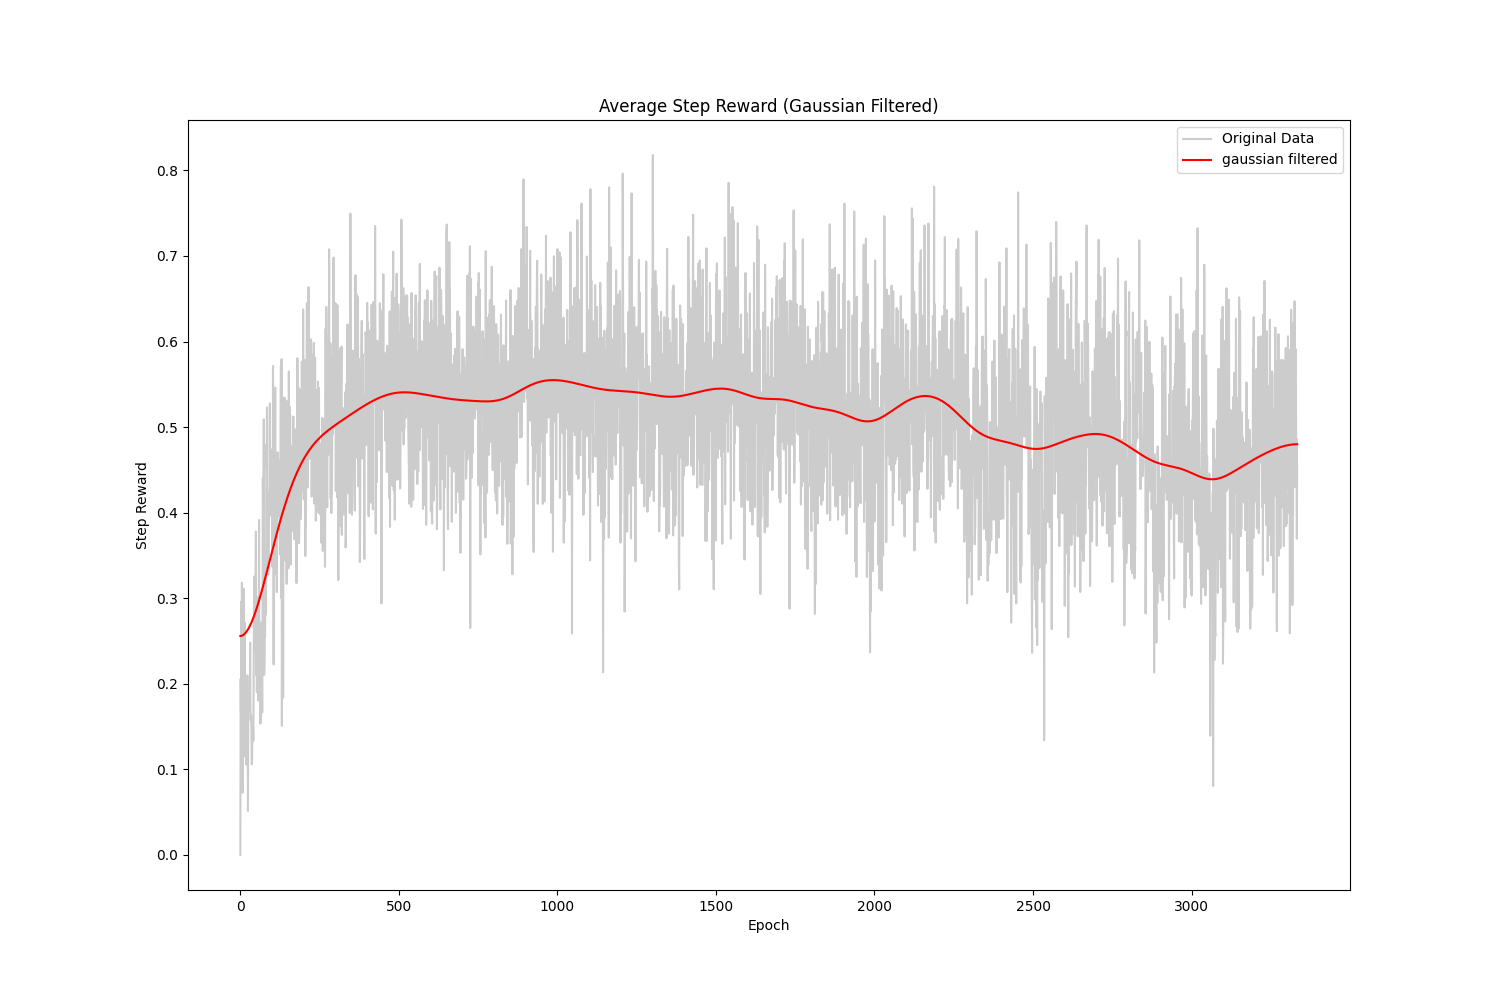 Average Step Reward (Gaussian Filtered)
Original Data
gaussian filtered
Step Reward
0.8
0.7
0.6
0.5
0.4
0.3
0.2
0.1
0.0
0 500 1000 1500 2000 2500 3000
Epoch